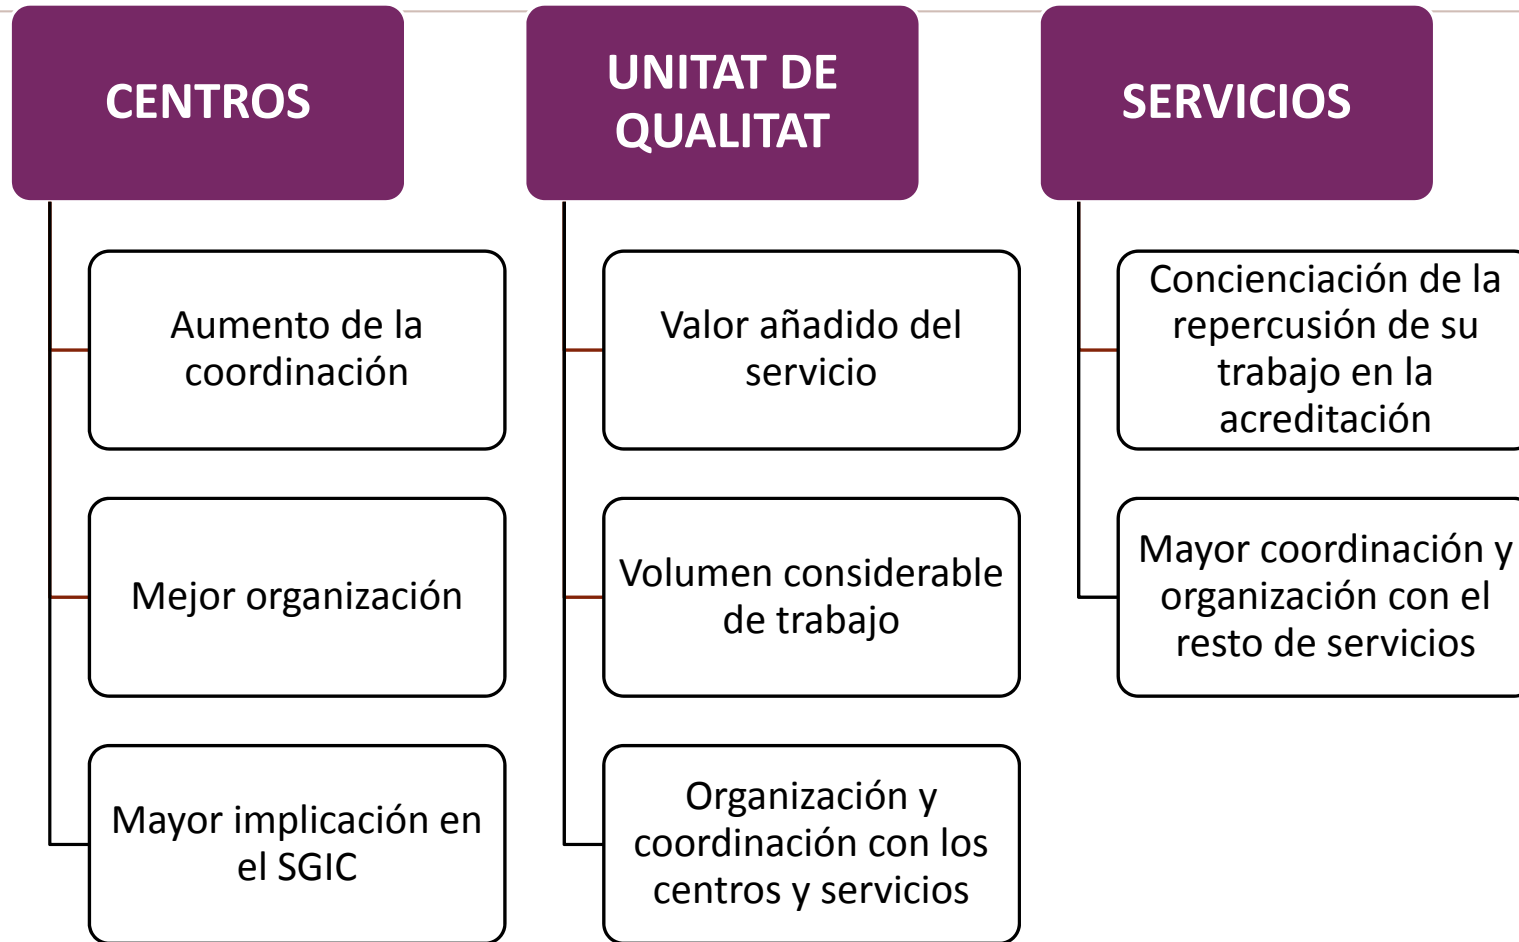 CENTROS
Aumento de la
coordinación
Mejor organización
Mayor implicación en
el SGIC
UNITAT DE
QUALITAT
Valor añadido del
servicio
Volumen considerable
de trabajo
Organización y
coordinación con los
centros y servicios
SERVICIOS
Concienciación de la
repercusión de su
trabajo en la
acreditación
Mayor coordinación y
organización con el
resto de servicios